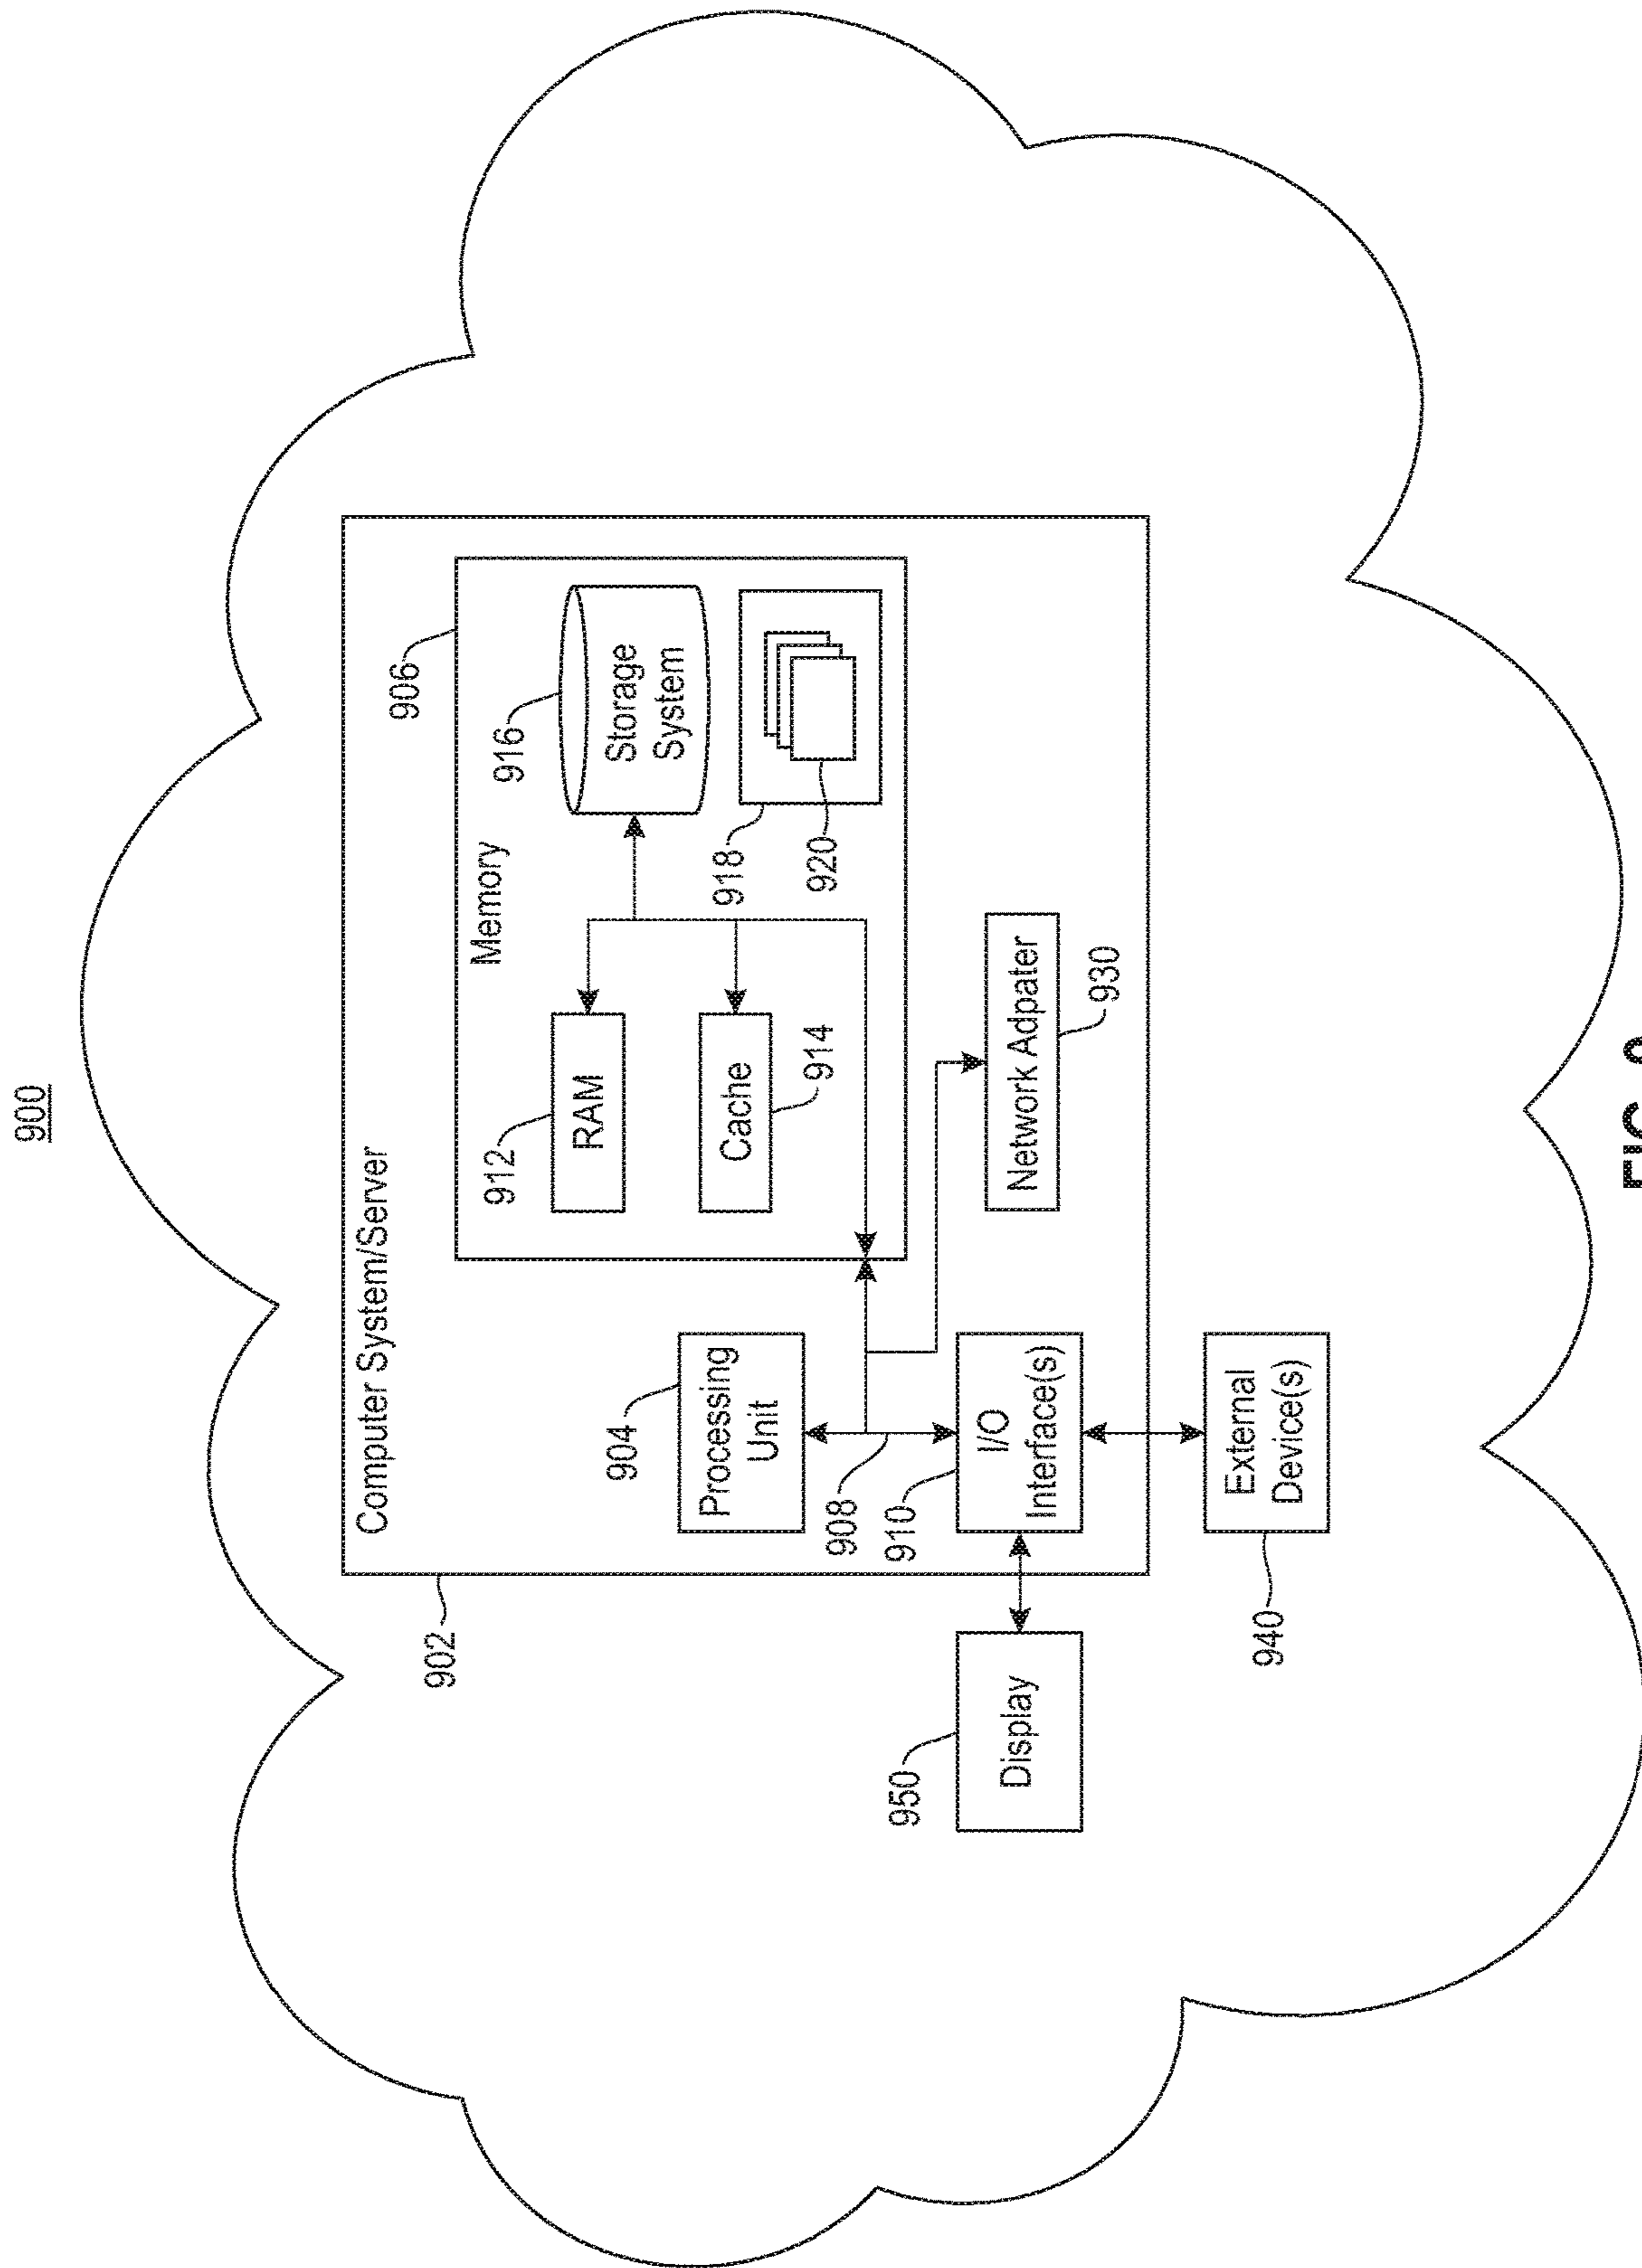 900
Computer System/Server
902
906
Memory
912
RAM
916
Storage
System
904
Processing
Unit
Cache
914
918
920
908
910
I/O
Interface(s)
Network Adpater
930
950
Display
External
Device(s)
940